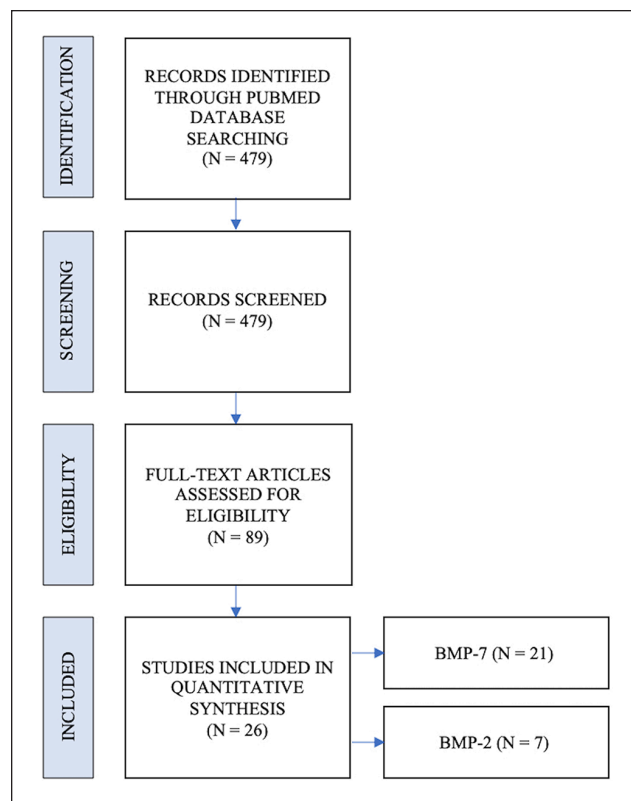 IDENTIFICATION
RECORDS IDENTIFIED
THROUGH PUBMED
DATABASE
SEARCHING
(N = 479)
SCREENING
RECORDS SCREENED
(N = 479)
ELIGIBILITY
FULL-TEXT ARTICLES
ASSESSED FOR
ELIGIBILITY
(N = 89)
INCLUDED
STUDIES INCLUDED IN
QUANTITATIVE
SYNTHESIS
(N = 26)
BMP-7 (N = 21)
BMP-2 (N = 7)